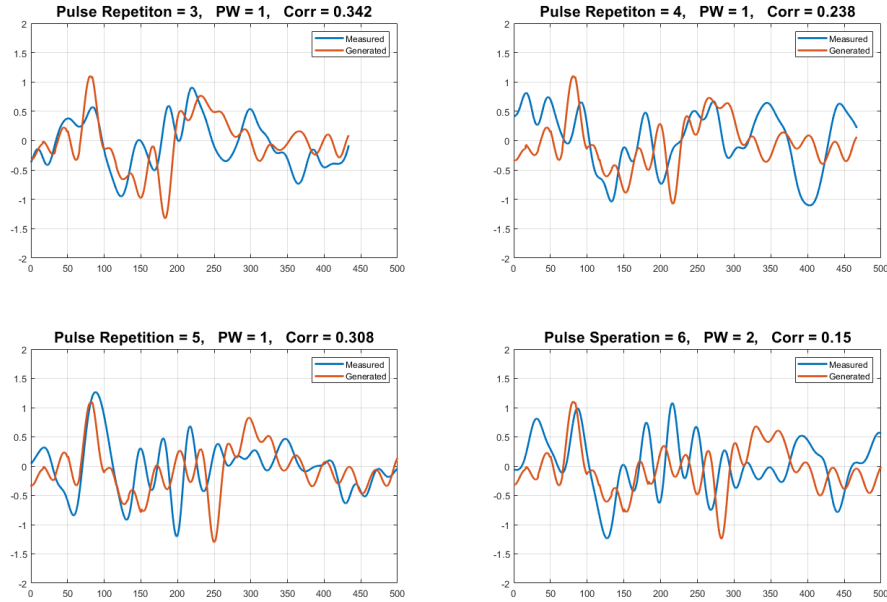 Pulse Repetiton = 3,   PW = 1,   Corr = 0.342
2
1.5
1
0.5
0
-0.5
-1
-1.5
-2
0 50 100 150 200 250 300 350 400 450 500
Measured
Generated
Pulse Repetition = 4,   PW = 1,   Corr = 0.238
2
1.5
1
0.5
0
-0.5
-1
-1.5
-2
0 50 100 150 200 250 300 350 400 450 500
Measured
Generated
Pulse Repetition = 5,   PW = 1,   Corr = 0.308
2
1.5
1
0.5
0
-0.5
-1
-1.5
-2
0 50 100 150 200 250 300 350 400 450 500
Measured
Generated
Pulse Speration = 6,   PW = 2,   Corr = 0.15
2
1.5
1
0.5
0
-0.5
-1
-1.5
-2
0 50 100 150 200 250 300 350 400 450 500
Measured
Generated